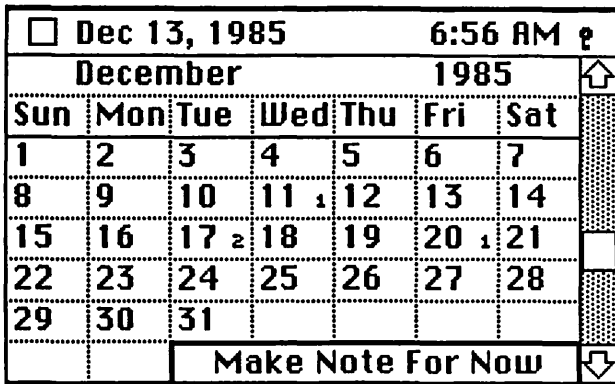 Dec 13, 1985 6:56 AM
December 1985
Sun Mon Tue Wed Thu Fri Sat
1 2 3 4 5 6 7
8 9 10 11 1 12 13 14
15 16 17 2 18 19 20 1 21
22 23 24 25 26 27 28
29 30 31
Make Note For Now